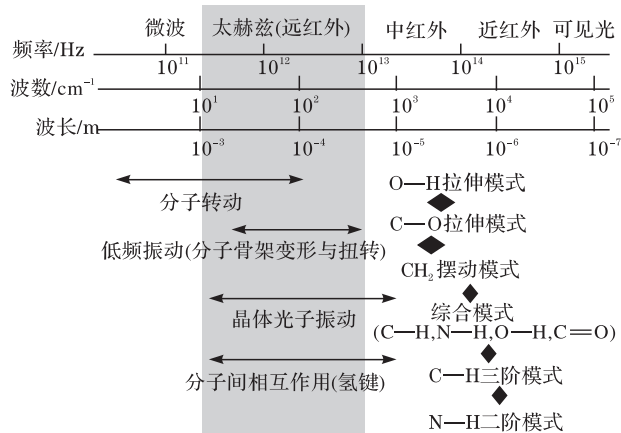 微波 太赫兹(远红外) 中红外 近红外 可见光
频率/Hz
10¹¹ 10¹² 10¹³ 10¹⁴ 10¹⁵
波数/cm⁻¹
10¹ 10² 10³ 10⁴ 10⁵
波长/m
10⁻³ 10⁻⁴ 10⁻⁵ 10⁻⁶ 10⁻⁷
分子转动
O—H拉伸模式
C—O拉伸模式
低频振动(分子骨架变形与扭转)
CH₂摆动模式
晶体光子振动
综合模式
(C—H,N—H,O—H,C=O)
分子间相互作用(氢键)
C—H三阶模式
N—H二阶模式